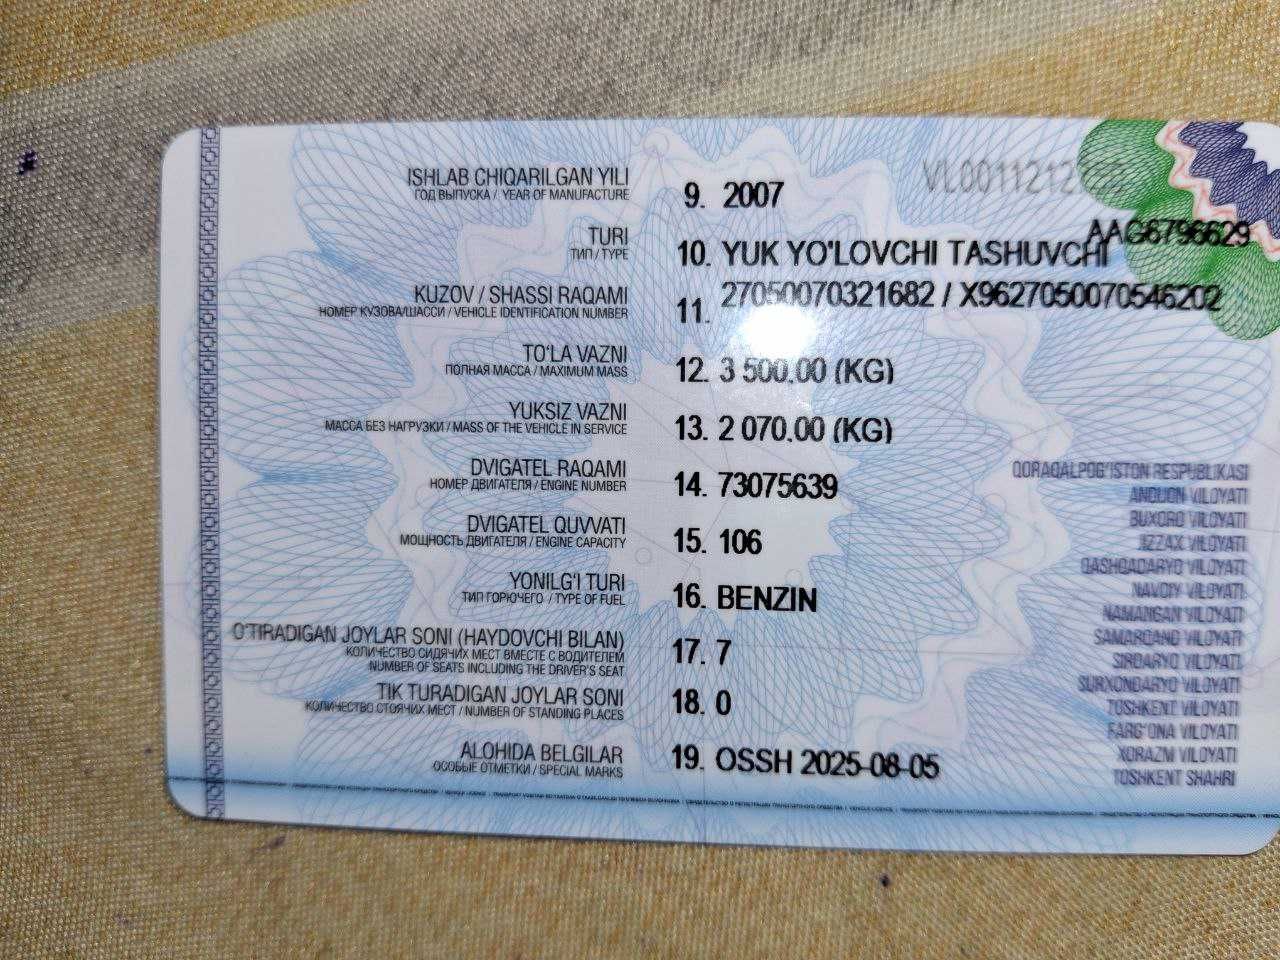 VL0011212
AAG6796629
ISHLAB CHIQARILGAN YILI
ГОД ВЫПУСКА / YEAR OF MANUFACTURE
9. 2007
TURI
ТИП / TYPE
10. YUK YO'LOVCHI TASHUVCHI
KUZOV / SHASSI RAQAMI
НОМЕР КУЗОВА/ШАССИ / VEHICLE IDENTIFICATION NUMBER
11. 27050070321682 / X9627050070546202
TO‘LA VAZNI
ПОЛНАЯ МАССА / MAXIMUM MASS
12. 3 500.00 (KG)
YUKSIZ VAZNI
МАССА БЕЗ НАГРУЗКИ / MASS OF THE VEHICLE IN SERVICE
13. 2 070.00 (KG)
DVIGATEL RAQAMI
НОМЕР ДВИГАТЕЛЯ / ENGINE NUMBER
14. 73075639
DVIGATEL QUVVATI
МОЩНОСТЬ ДВИГАТЕЛЯ / ENGINE CAPACITY
15. 106
YONILG'I TURI
ТИП ГОРЮЧЕГО / TYPE OF FUEL
16. BENZIN
O'TIRADIGAN JOYLAR SONI (HAYDOVCHI BILAN)
КОЛИЧЕСТВО СИДЯЧИХ МЕСТ ВМЕСТЕ С ВОДИТЕЛЕМ
NUMBER OF SEATS INCLUDING THE DRIVER'S SEAT
17. 7
TIK TURADIGAN JOYLAR SONI
КОЛИЧЕСТВО СТОЯЧИХ МЕСТ / NUMBER OF STANDING PLACES
18. 0
ALOHIDA BELGILAR
ОСОБЫЕ ОТМЕТКИ / SPECIAL MARKS
19. OSSH 2025-08-05
QORAQALPOG'ISTON RESPUBLIKASI
ANDIJON VILOYATI
BUXORO VILOYATI
JIZZAX VILOYATI
QASHQADARYO VILOYATI
NAVOIY VILOYATI
NAMANGAN VILOYATI
SAMARQAND VILOYATI
SIRDARYO VILOYATI
SURXONDARYO VILOYATI
TOSHKENT VILOYATI
FARG'ONA VILOYATI
XORAZM VILOYATI
TOSHKENT SHAHRI